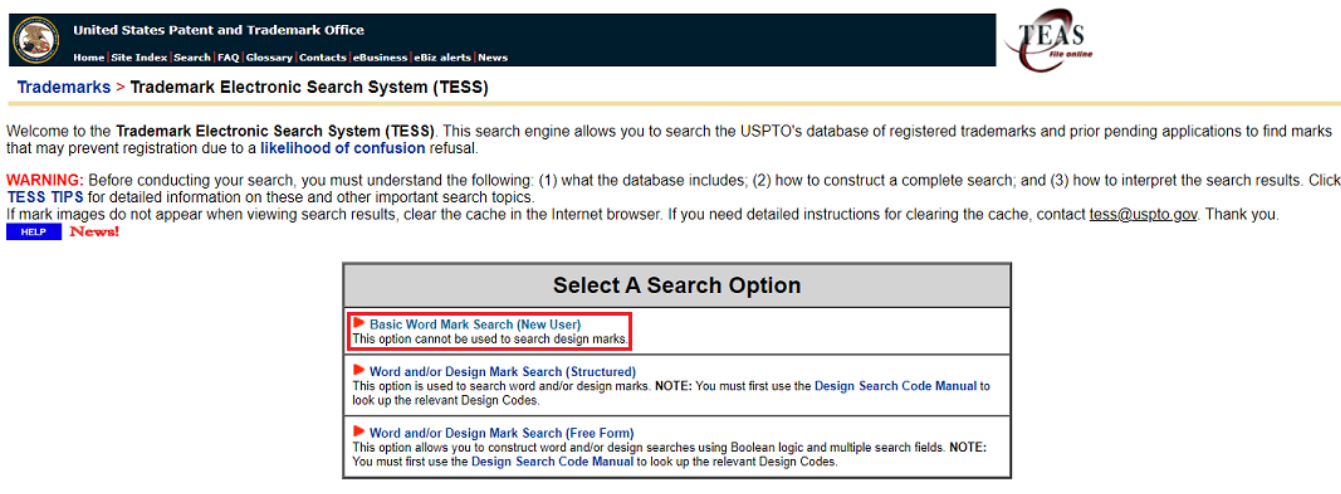 United States Patent and Trademark Office
Home|Site Index|Search|FAQ|Glossary|Contacts|eBusiness|eBiz alerts|News
TEAS
File online
Trademarks > Trademark Electronic Search System (TESS)
Welcome to the Trademark Electronic Search System (TESS). This search engine allows you to search the USPTO's database of registered trademarks and prior pending applications to find marks
that may prevent registration due to a likelihood of confusion refusal.
WARNING: Before conducting your search, you must understand the following: (1) what the database includes; (2) how to construct a complete search; and (3) how to interpret the search results. Click
TESS TIPS for detailed information on these and other important search topics.
If mark images do not appear when viewing search results, clear the cache in the Internet browser. If you need detailed instructions for clearing the cache, contact tess@uspto.gov. Thank you.
HELP News!
Select A Search Option
Basic Word Mark Search (New User)
This option cannot be used to search design marks.
Word and/or Design Mark Search (Structured)
This option is used to search word and/or design marks. NOTE: You must first use the Design Search Code Manual to
look up the relevant Design Codes.
Word and/or Design Mark Search (Free Form)
This option allows you to construct word and/or design searches using Boolean logic and multiple search fields. NOTE:
You must first use the Design Search Code Manual to look up the relevant Design Codes.